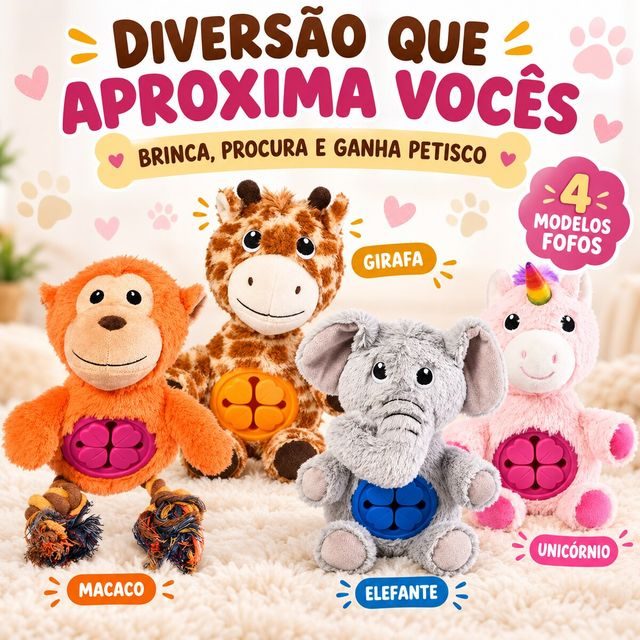 DIVERSÃO QUE
APROXIMA VOCÊS
BRINCA, PROCURA E GANHA PETISCO
4
MODELOS
FOFOS
GIRAFA
MACACO
ELEFANTE
UNICÓRNIO